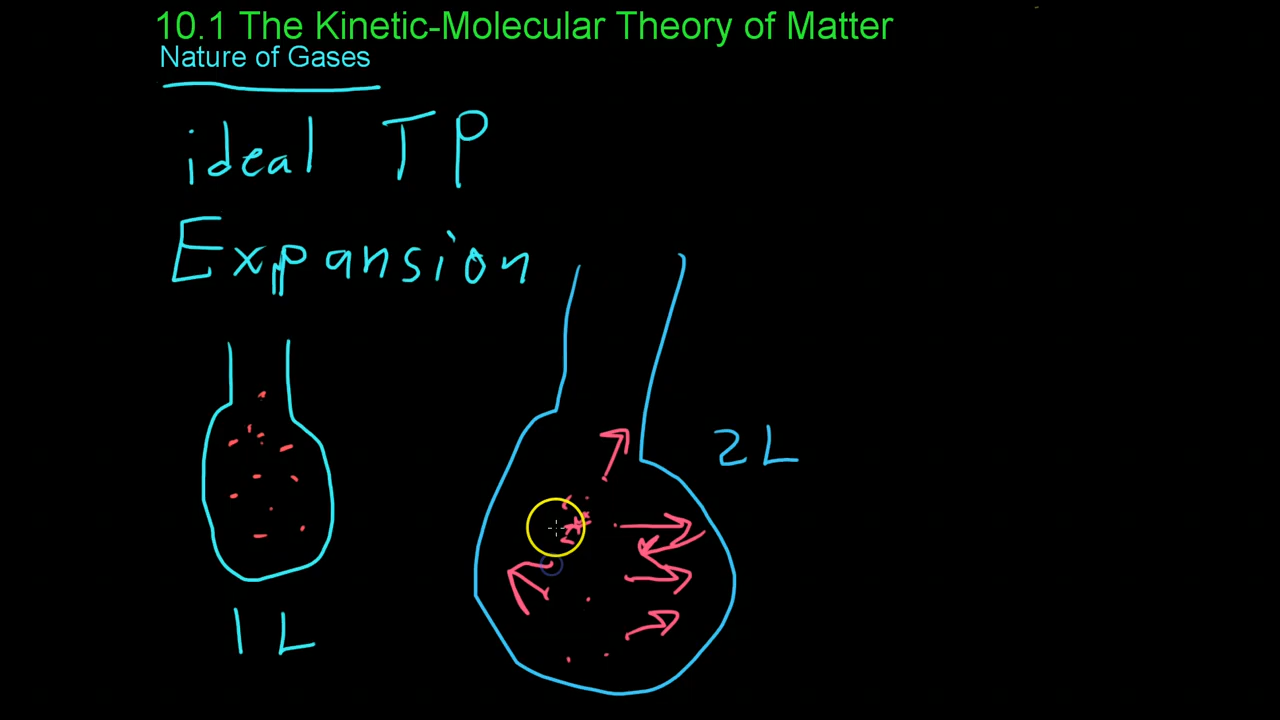 10.1 The Kinetic-Molecular Theory of Matter
Nature of Gases
ideal TP
Expansion
2L
1L